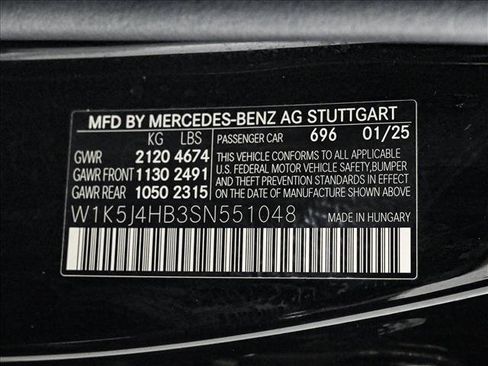 MFD BY MERCEDES-BENZ AG STUTTGART
KG LBS PASSENGER CAR 696 01/25
GVWR 2120 4674 THIS VEHICLE CONFORMS TO ALL APPLICABLE
GAWR FRONT 1130 2491 U.S. FEDERAL MOTOR VEHICLE SAFETY, BUMPER
GAWR REAR 1050 2315 AND THEFT PREVENTION STANDARDS IN EFFECT
ON THE DATE OF MANUFACTURE SHOWN ABOVE.
W1K5J4HB3SN551048 MADE IN HUNGARY